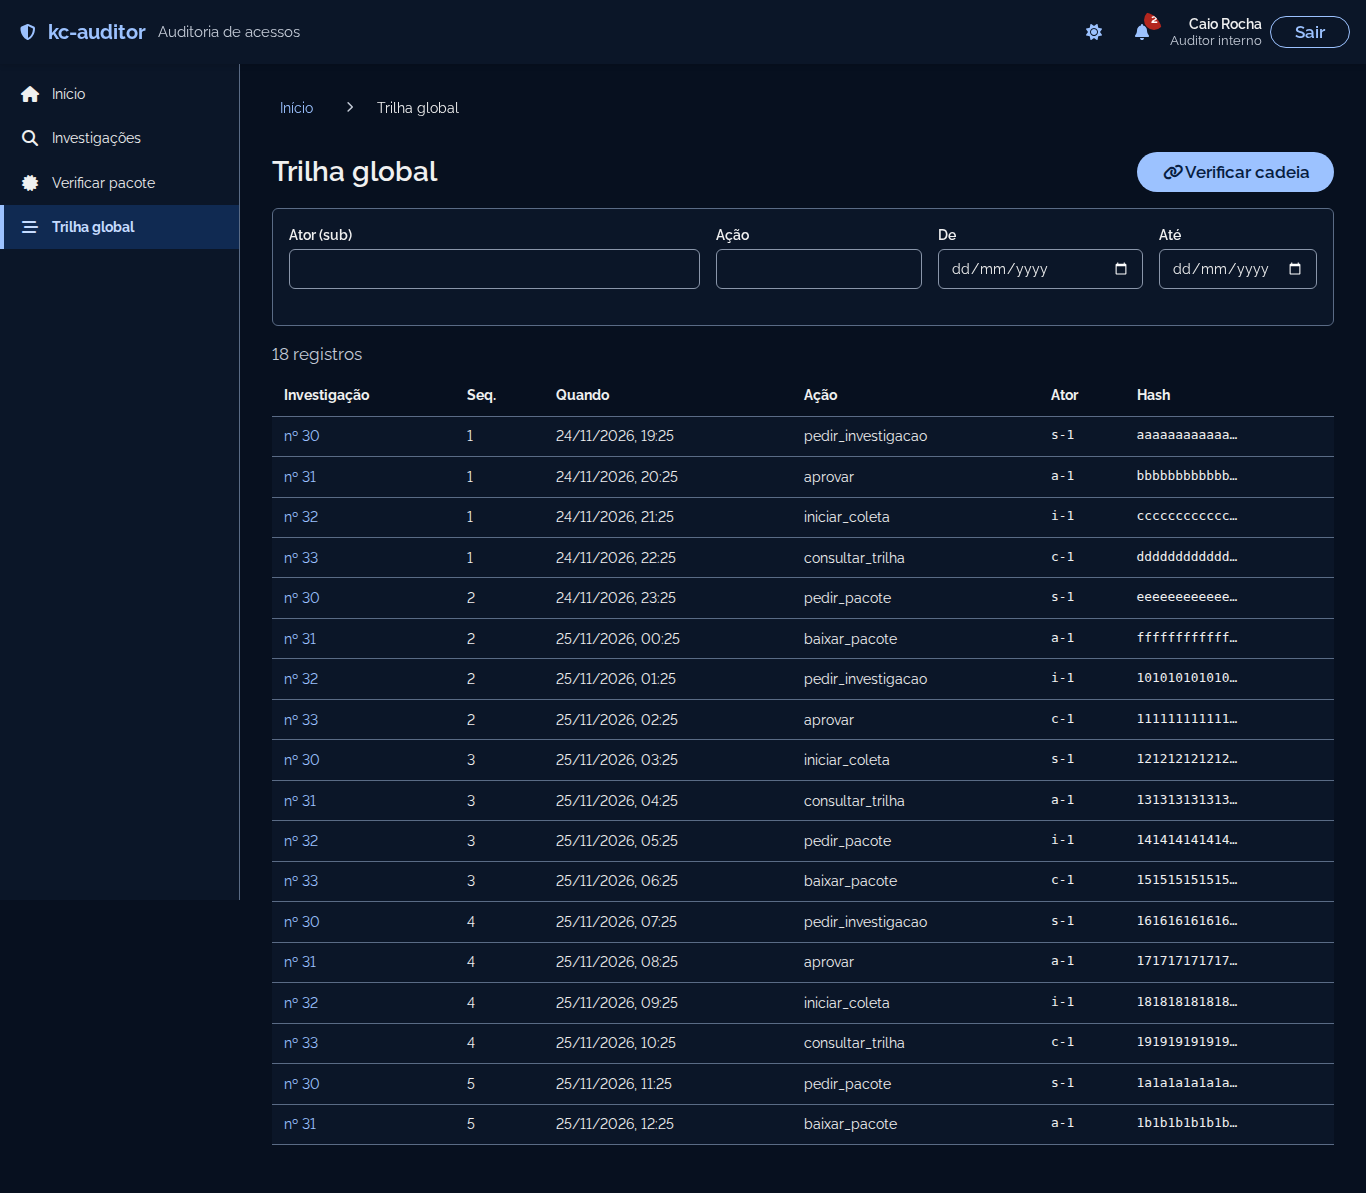 kc-auditor Auditoria de acessos 2 Caio Rocha Sair
Auditor interno
Início
Investigações
Verificar pacote
Trilha global
Início Trilha global
Trilha global Verificar cadeia
Ator (sub) Ação De Até
dd/mm/yyyy dd/mm/yyyy
18 registros
Investigação Seq. Quando Ação Ator Hash
nº 30 1 24/11/2026, 19:25 pedir_investigacao s-1 aaaaaaaaaaaa…
nº 31 1 24/11/2026, 20:25 aprovar a-1 bbbbbbbbbbbb…
nº 32 1 24/11/2026, 21:25 iniciar_coleta i-1 cccccccccccc…
nº 33 1 24/11/2026, 22:25 consultar_trilha c-1 dddddddddddd…
nº 30 2 24/11/2026, 23:25 pedir_pacote s-1 eeeeeeeeeeee…
nº 31 2 25/11/2026, 00:25 baixar_pacote a-1 ffffffffffff…
nº 32 2 25/11/2026, 01:25 pedir_investigacao i-1 101010101010…
nº 33 2 25/11/2026, 02:25 aprovar c-1 111111111111…
nº 30 3 25/11/2026, 03:25 iniciar_coleta s-1 121212121212…
nº 31 3 25/11/2026, 04:25 consultar_trilha a-1 131313131313…
nº 32 3 25/11/2026, 05:25 pedir_pacote i-1 141414141414…
nº 33 3 25/11/2026, 06:25 baixar_pacote c-1 151515151515…
nº 30 4 25/11/2026, 07:25 pedir_investigacao s-1 161616161616…
nº 31 4 25/11/2026, 08:25 aprovar a-1 171717171717…
nº 32 4 25/11/2026, 09:25 iniciar_coleta i-1 181818181818…
nº 33 4 25/11/2026, 10:25 consultar_trilha c-1 191919191919…
nº 30 5 25/11/2026, 11:25 pedir_pacote s-1 1a1a1a1a1a1a…
nº 31 5 25/11/2026, 12:25 baixar_pacote a-1 1b1b1b1b1b1b…